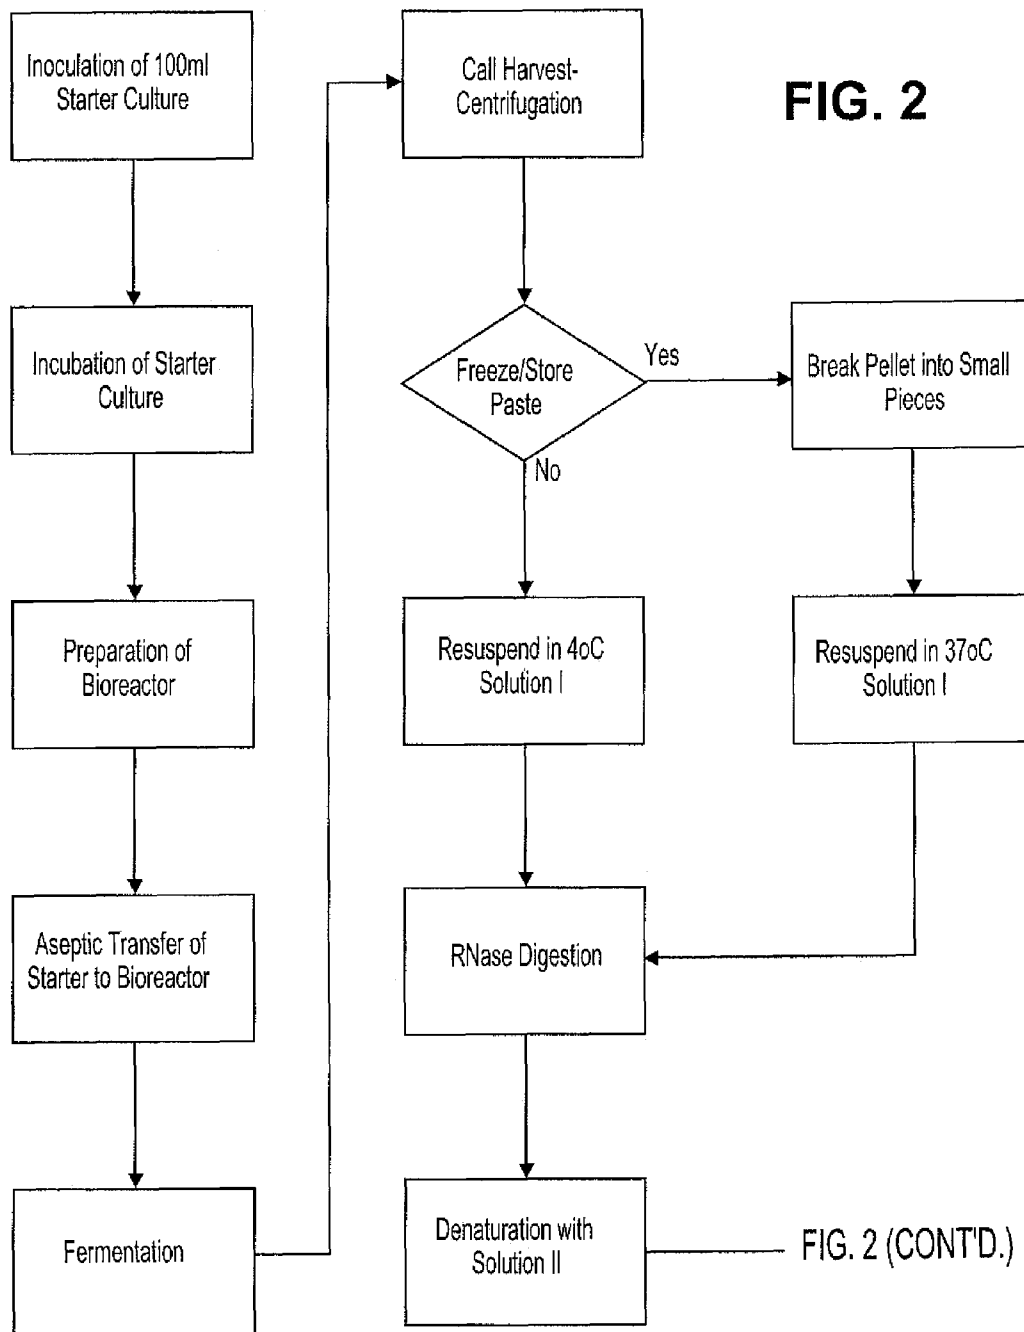 Inoculation of 100ml
Starter Culture
Incubation of Starter
Culture
Preparation of
Bioreactor
Aseptic Transfer of
Starter to Bioreactor
Fermentation
Call Harvest-
Centrifugation
FIG. 2
Freeze/Store
Paste
Yes
No
Break Pellet into Small
Pieces
Resuspend in 4oC
Solution I
Resuspend in 37oC
Solution I
RNase Digestion
Denaturation with
Solution II
FIG. 2 (CONT'D.)